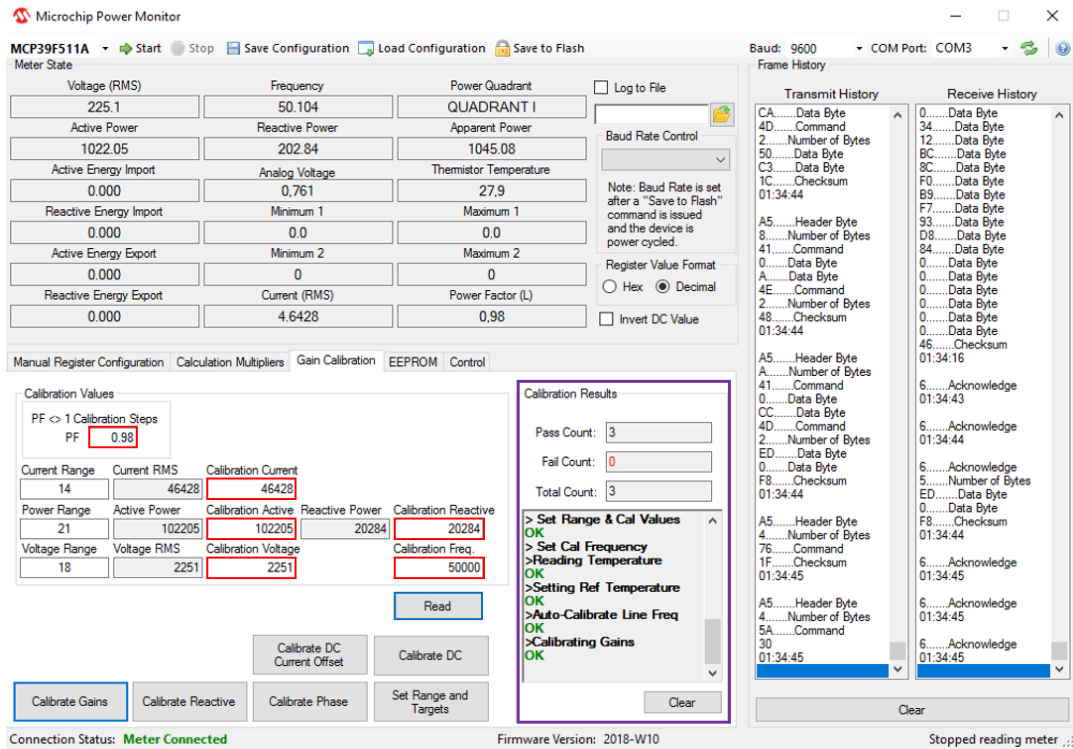 Microchip Power Monitor
MCP39F511A Start Stop Save Configuration Load Configuration Save to Flash Baud: 9600 COM Port: COM3
Meter State
Voltage (RMS) Frequency Power Quadrant
225.1 50.104 QUADRANT I
Active Power Reactive Power Apparent Power
1022.05 202.84 1045.08
Active Energy Import Analog Voltage Thermistor Temperature
0.000 0,761 27,9
Reactive Energy Import Minimum 1 Maximum 1
0.000 0.0 0.0
Active Energy Export Minimum 2 Maximum 2
0.000 0 0
Reactive Energy Export Current (RMS) Power Factor (L)
0.000 4.6428 0,98
Log to File
Baud Rate Control
Note: Baud Rate is set
after a "Save to Flash"
command is issued
and the device is
power cycled.
Register Value Format
Hex Decimal
Invert DC Value
Manual Register Configuration Calculation Multipliers Gain Calibration EEPROM Control
Calibration Values
PF <> 1 Calibration Steps
PF 0.98
Current Range Current RMS Calibration Current
14 46428 46428
Power Range Active Power Calibration Active Reactive Power Calibration Reactive
21 102205 102205 20284 20284
Voltage Range Voltage RMS Calibration Voltage Calibration Freq.
18 2251 2251 50000
Read
Calibrate DC
Current Offset
Calibrate DC
Calibrate Gains Calibrate Reactive Calibrate Phase
Set Range and
Targets
Calibration Results
Pass Count: 3
Fail Count: 0
Total Count: 3
> Set Range & Cal Values
OK
> Set Cal Frequency
>Reading Temperature
OK
>Setting Ref Temperature
OK
>Auto-Calibrate Line Freq
OK
>Calibrating Gains
OK
Clear
Frame History
Transmit History
CA......Data Byte
4D......Command
2.......Number of Bytes
50......Data Byte
C3......Data Byte
1C......Checksum
01:34:44
A5......Header Byte
8.......Number of Bytes
41......Command
0.......Data Byte
A.......Data Byte
4E......Command
2.......Number of Bytes
48......Checksum
01:34:44
A5......Header Byte
A.......Number of Bytes
41......Command
0.......Data Byte
CC......Data Byte
4D......Command
2.......Number of Bytes
ED......Data Byte
0.......Data Byte
F8......Checksum
01:34:44
A5......Header Byte
4.......Number of Bytes
76......Command
1F......Checksum
01:34:45
A5......Header Byte
4.......Number of Bytes
5A......Command
30
01:34:45
Receive History
0.......Data Byte
34......Data Byte
12......Data Byte
BC......Data Byte
8C......Data Byte
F0......Data Byte
B9......Data Byte
F7......Data Byte
93......Data Byte
D8......Data Byte
84......Data Byte
0.......Data Byte
0.......Data Byte
0.......Data Byte
0.......Data Byte
0.......Data Byte
0.......Data Byte
46......Checksum
01:34:16
6.......Acknowledge
01:34:43
6.......Acknowledge
01:34:44
6.......Acknowledge
5.......Number of Bytes
ED......Data Byte
0.......Data Byte
F8......Checksum
01:34:44
6.......Acknowledge
01:34:45
6.......Acknowledge
01:34:45
6.......Acknowledge
01:34:45
Clear
Connection Status: Meter Connected Firmware Version: 2018-W10 Stopped reading meter